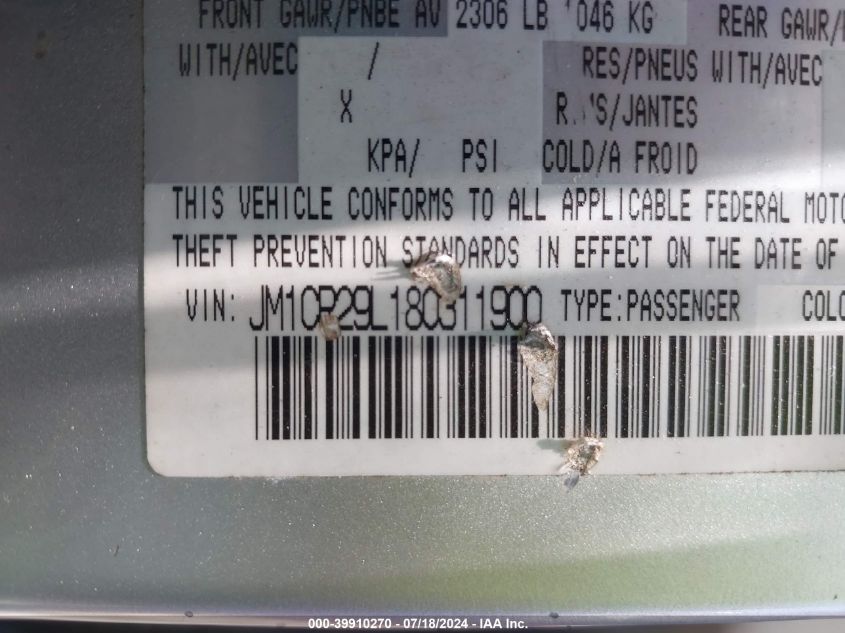 FRONT GAWR/PNBE AV 2306 LB 1046 KG REAR GAWR/
WITH/AVEC / RES/PNEUS WITH/AVEC
X R. 'S/JANTES
KPA/ PSI COLD/A FROID
THIS VEHICLE CONFORMS TO ALL APPLICABLE FEDERAL MOTO
THEFT PREVENTION STANDARDS IN EFFECT ON THE DATE OF
VIN: JM1CR29L180311900 TYPE:PASSENGER COLO
000-39910270 - 07/18/2024 - IAA Inc.